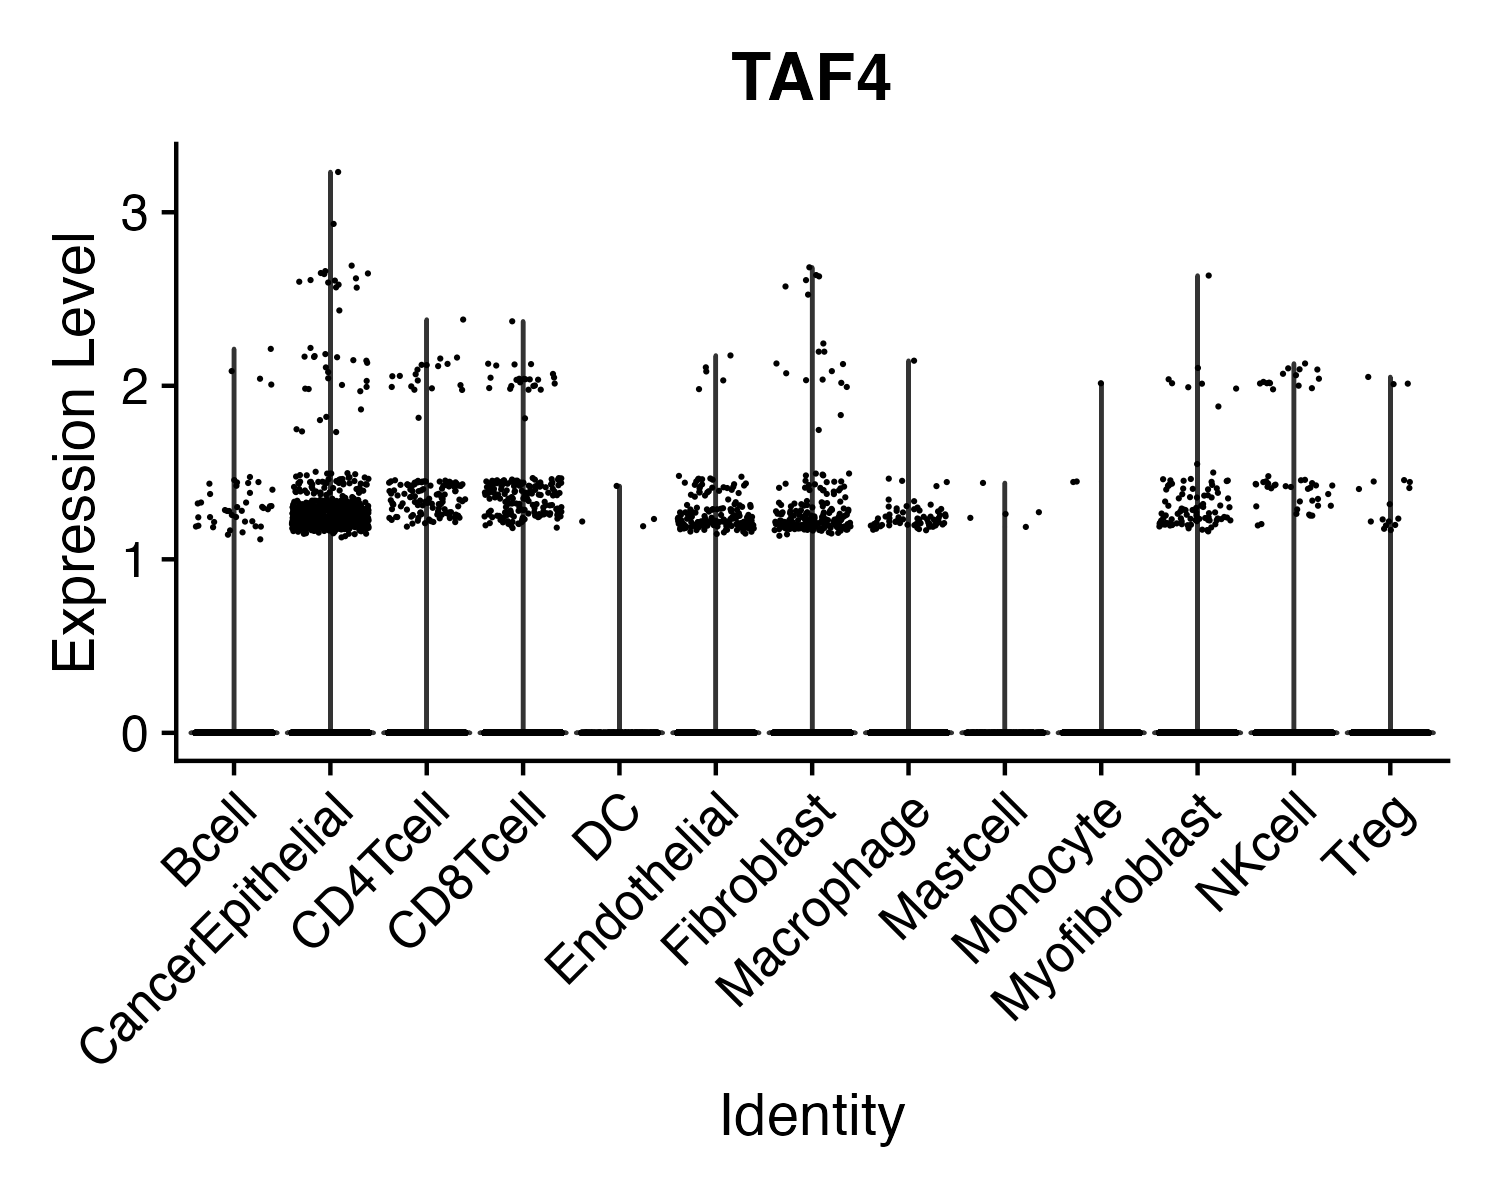 TAF4
Expression Level
3
2
1
0
Bcell
CancerEpithelial
CD4Tcell
CD8Tcell
DC
Endothelial
Fibroblast
Macrophage
Mastcell
Monocyte
Myofibroblast
NKcell
Treg
Identity